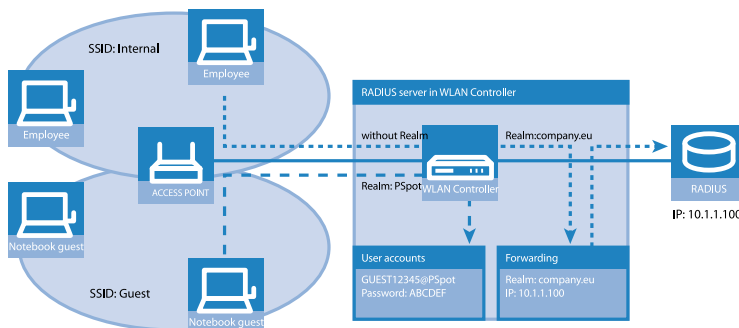 SSID: Internal
Employee
Employee
ACCESS POINT
Notebook guest
SSID: Guest
Notebook guest
RADIUS server in WLAN Controller
without Realm
Realm:company.eu
Realm: PSpot
WLAN Controller
RADIUS
IP: 10.1.1.100
User accounts
GUEST12345@PSpot
Password: ABCDEF
Forwarding
Realm: company.eu
IP: 10.1.1.100